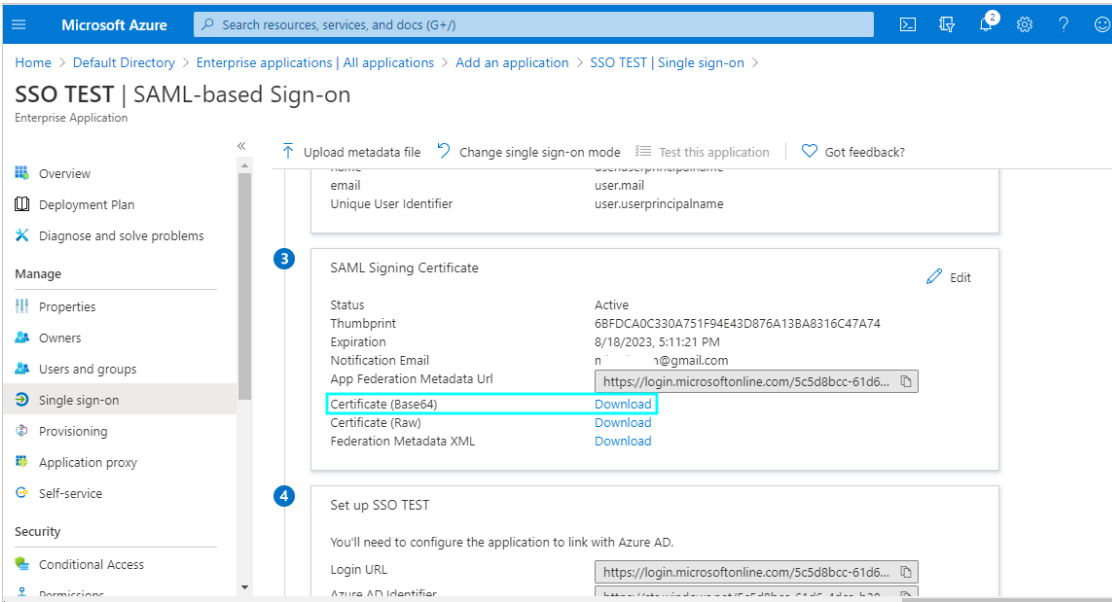 Microsoft Azure
Search resources, services, and docs (G+/)
2
Home > Default Directory > Enterprise applications | All applications > Add an application > SSO TEST | Single sign-on >
SSO TEST | SAML-based Sign-on
Enterprise Application
Upload metadata file Change single sign-on mode Test this application Got feedback?
Overview
Deployment Plan
Diagnose and solve problems
Manage
Properties
Owners
Users and groups
Single sign-on
Provisioning
Application proxy
Self-service
Security
Conditional Access
Permissions
name user.userprincipalname
email user.mail
Unique User Identifier user.userprincipalname
3
SAML Signing Certificate
Edit
Status Active
Thumbprint 6BFDCA0C330A751F94E43D876A13BA8316C47A74
Expiration 8/18/2023, 5:11:21 PM
Notification Email n @gmail.com
App Federation Metadata Url https://login.microsoftonline.com/5c5d8bcc-61d6...
Certificate (Base64) Download
Certificate (Raw) Download
Federation Metadata XML Download
4
Set up SSO TEST
You'll need to configure the application to link with Azure AD.
Login URL https://login.microsoftonline.com/5c5d8bcc-61d6...
Azure AD Identifier